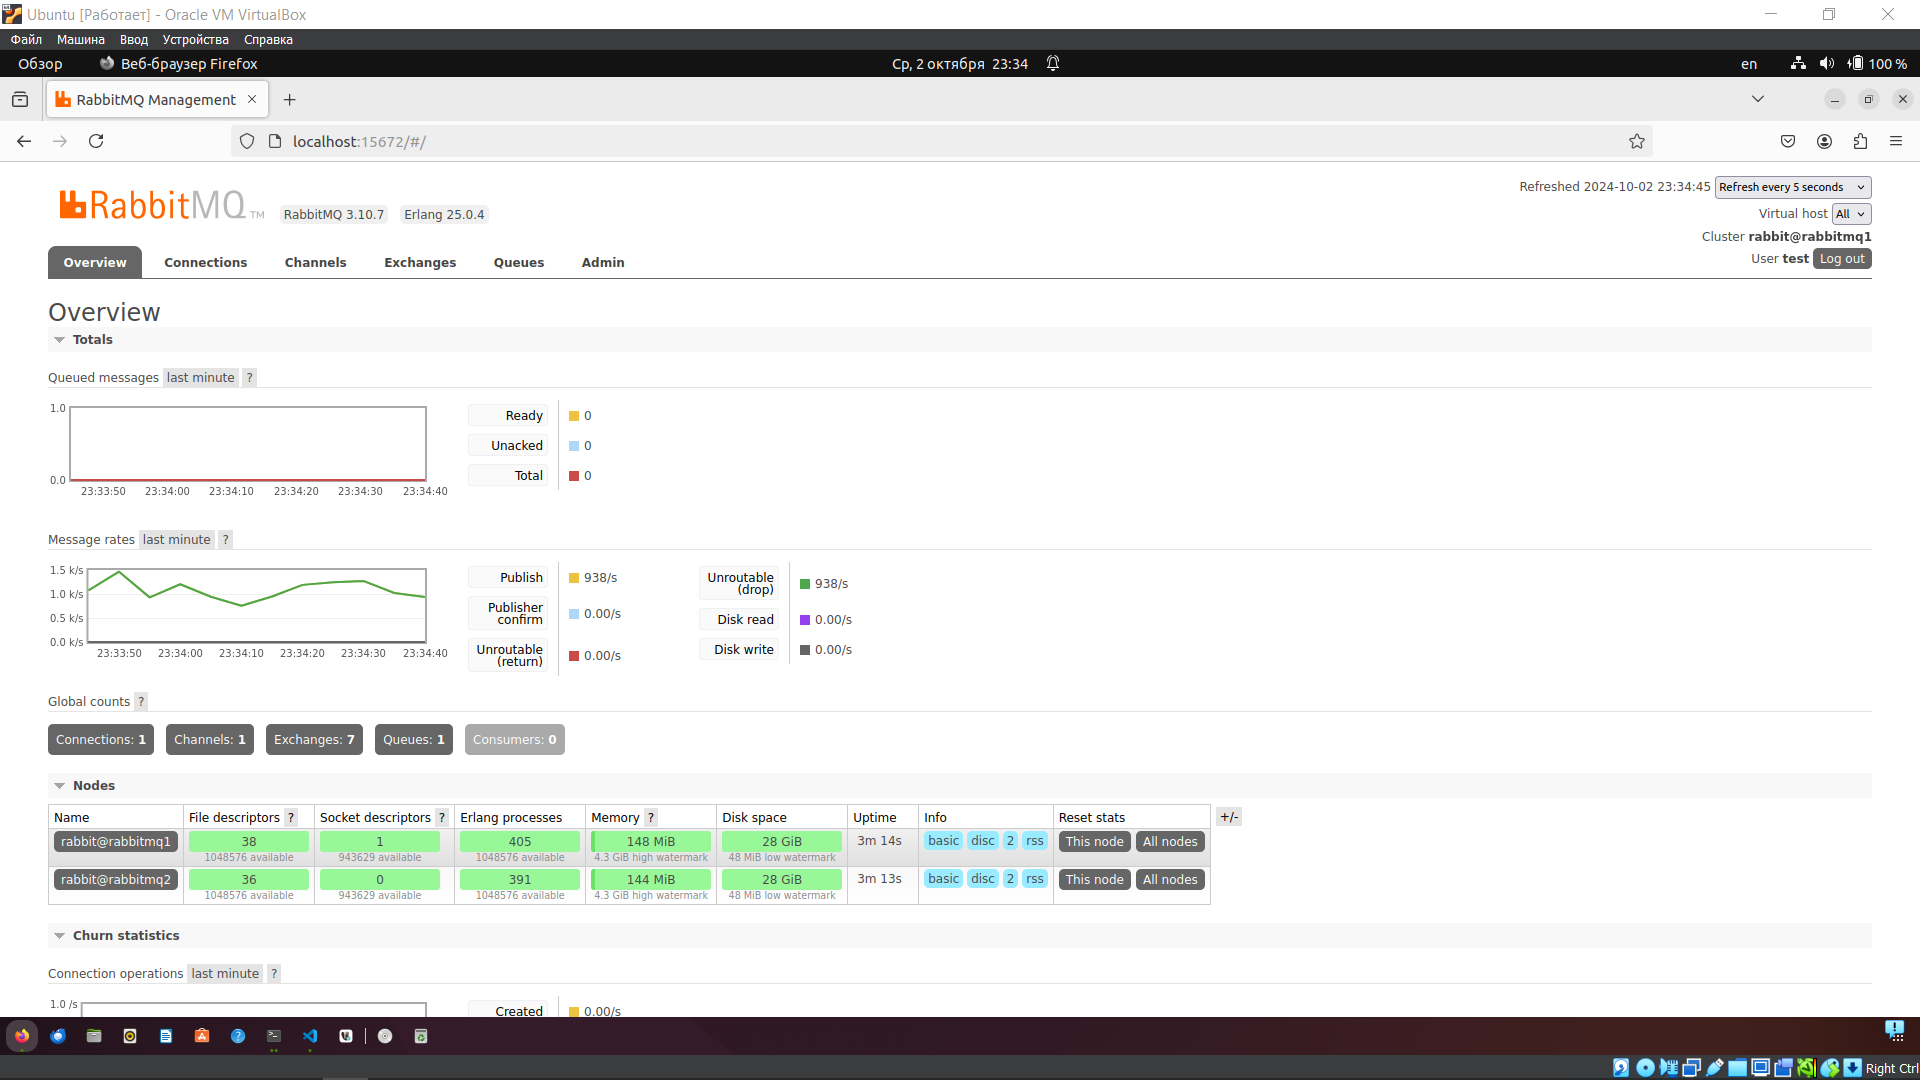 Ubuntu [Работает] - Oracle VM VirtualBox
Файл Машина Ввод Устройства Справка
Обзор Веб-браузер Firefox Ср, 2 октября 23:34 en 100 %
RabbitMQ Management
localhost:15672/#/
RabbitMQ TM RabbitMQ 3.10.7 Erlang 25.0.4
Refreshed 2024-10-02 23:34:45 Refresh every 5 seconds
Virtual host All
Cluster rabbit@rabbitmq1
User test Log out
Overview Connections Channels Exchanges Queues Admin
Overview
Totals
Queued messages last minute ?
1.0
0.0
23:33:50 23:34:00 23:34:10 23:34:20 23:34:30 23:34:40
Ready 0
Unacked 0
Total 0
Message rates last minute ?
1.5 k/s
1.0 k/s
0.5 k/s
0.0 k/s
23:33:50 23:34:00 23:34:10 23:34:20 23:34:30 23:34:40
Publish 938/s
Publisher confirm 0.00/s
Unroutable (return) 0.00/s
Unroutable (drop) 938/s
Disk read 0.00/s
Disk write 0.00/s
Global counts ?
Connections: 1 Channels: 1 Exchanges: 7 Queues: 1 Consumers: 0
Nodes
Name File descriptors ? Socket descriptors ? Erlang processes Memory ? Disk space Uptime Info Reset stats +/-
rabbit@rabbitmq1 38 1 405 148 MiB 28 GiB 3m 14s basic disc 2 rss This node All nodes
1048576 available 943629 available 1048576 available 4.3 GiB high watermark 48 MiB low watermark
rabbit@rabbitmq2 36 0 391 144 MiB 28 GiB 3m 13s basic disc 2 rss This node All nodes
1048576 available 943629 available 1048576 available 4.3 GiB high watermark 48 MiB low watermark
Churn statistics
Connection operations last minute ?
1.0 /s
Created 0.00/s
Right Ctrl